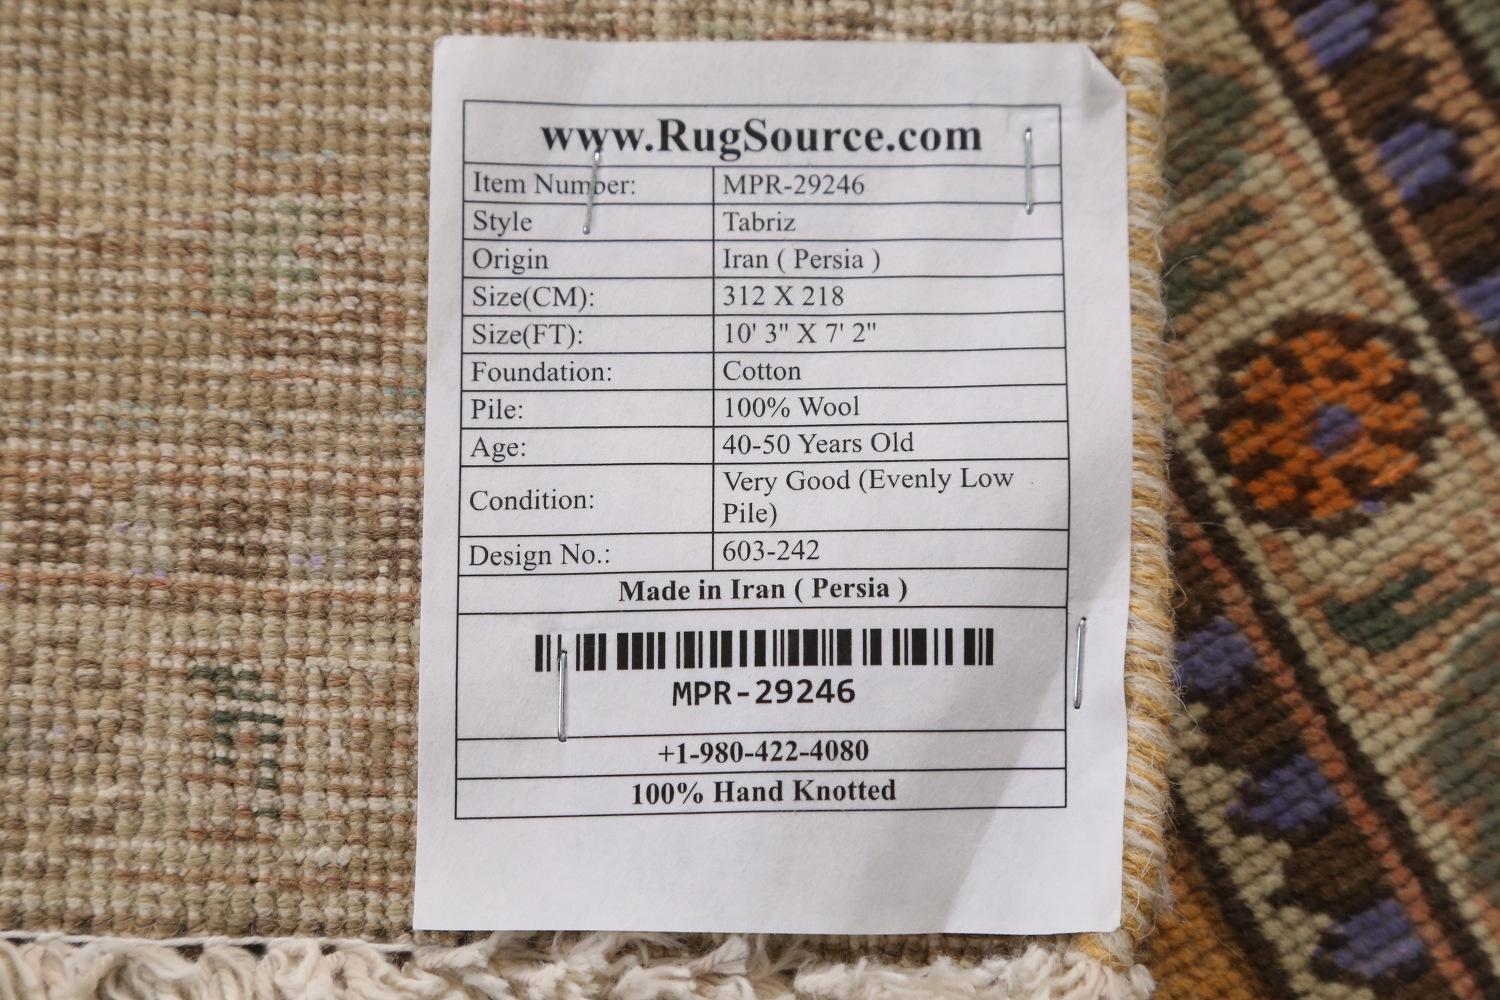 www.RugSource.com
Item Number: MPR-29246
Style Tabriz
Origin Iran ( Persia )
Size(CM): 312 X 218
Size(FT): 10' 3" X 7' 2"
Foundation: Cotton
Pile: 100% Wool
Age: 40-50 Years Old
Condition: Very Good (Evenly Low
Pile)
Design No.: 603-242
Made in Iran ( Persia )
MPR-29246
+1-980-422-4080
100% Hand Knotted